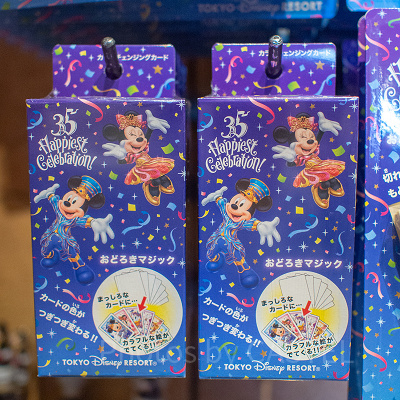 TOKYO Disney RESORT
カラーチェンジングカード
35
Happiest
Celebration!
おどろきマジック
まっしろな
カードに…
カードの色が
つぎつぎ変わる!!
カラフルな絵が
でてくる!!
TOKYO Disney RESORT®
チェンジングカード
35
Happiest
Celebration!
おどろきマジック
まっしろな
カードに…
カードの色が
つぎつぎ変わる!!
カラフルな絵が
でてくる!!
TOKYO Disney RESORT®
切れ